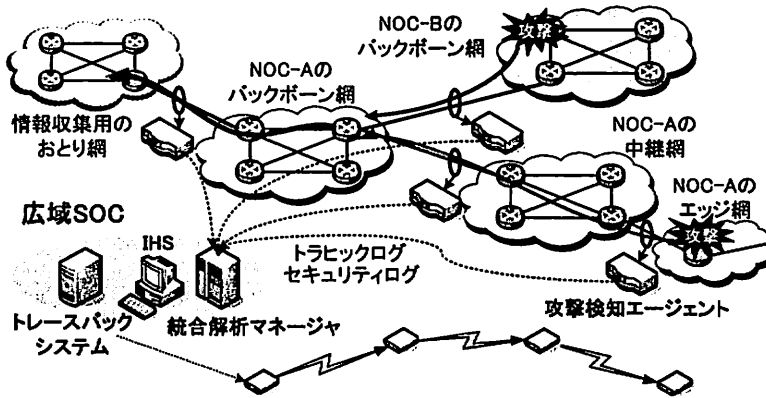 NOC-Bの
バックボーン網
攻撃
NOC-Aの
バックボーン網
情報収集用の
おとり網
NOC-Aの
中継網
NOC-Aの
エッジ網
攻撃
広域SOC
IHS
トラヒックログ
セキュリティログ
トレースバック
システム
統合解析マネージャ
攻撃検知エージェント